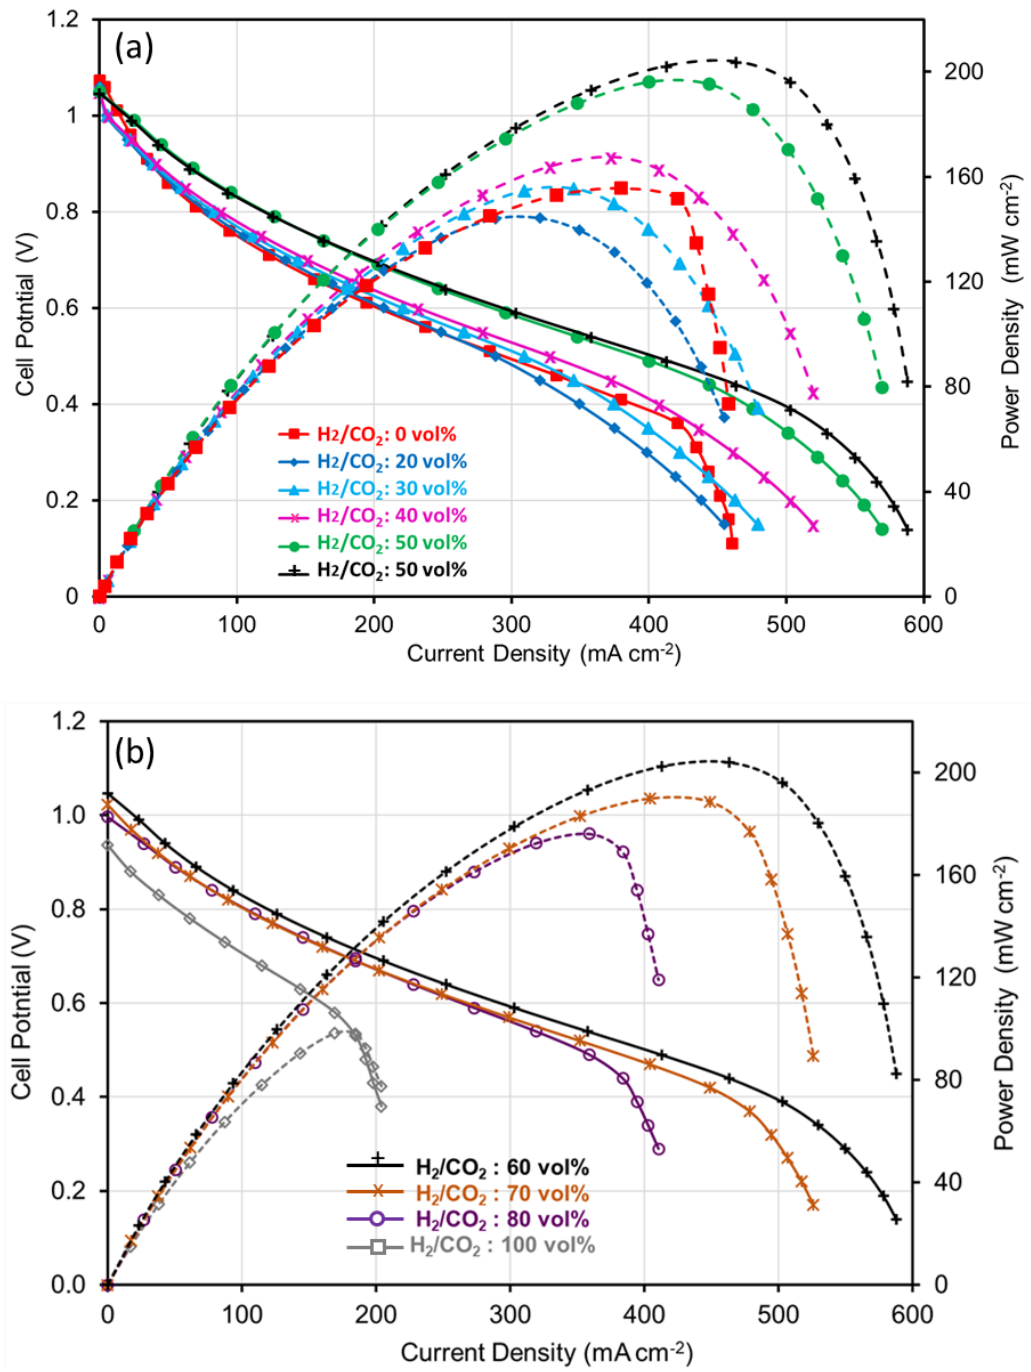 (a)
1.2
1
0.8
0.6
0.4
0.2
0
Cell Potntial (V)
200
160
120
80
40
0
Power Density (mW cm-2)
H2/CO2: 0 vol%
H2/CO2: 20 vol%
H2/CO2: 30 vol%
H2/CO2: 40 vol%
H2/CO2: 50 vol%
H2/CO2: 50 vol%
0 100 200 300 400 500 600
Current Density (mA cm-2)
(b)
1.2
1.0
0.8
0.6
0.4
0.2
0.0
Cell Potntial (V)
200
160
120
80
40
0
Power Density (mW cm-2)
H2/CO2 : 60 vol%
H2/CO2 : 70 vol%
H2/CO2 : 80 vol%
H2/CO2 : 100 vol%
0 100 200 300 400 500 600
Current Density (mA cm-2)